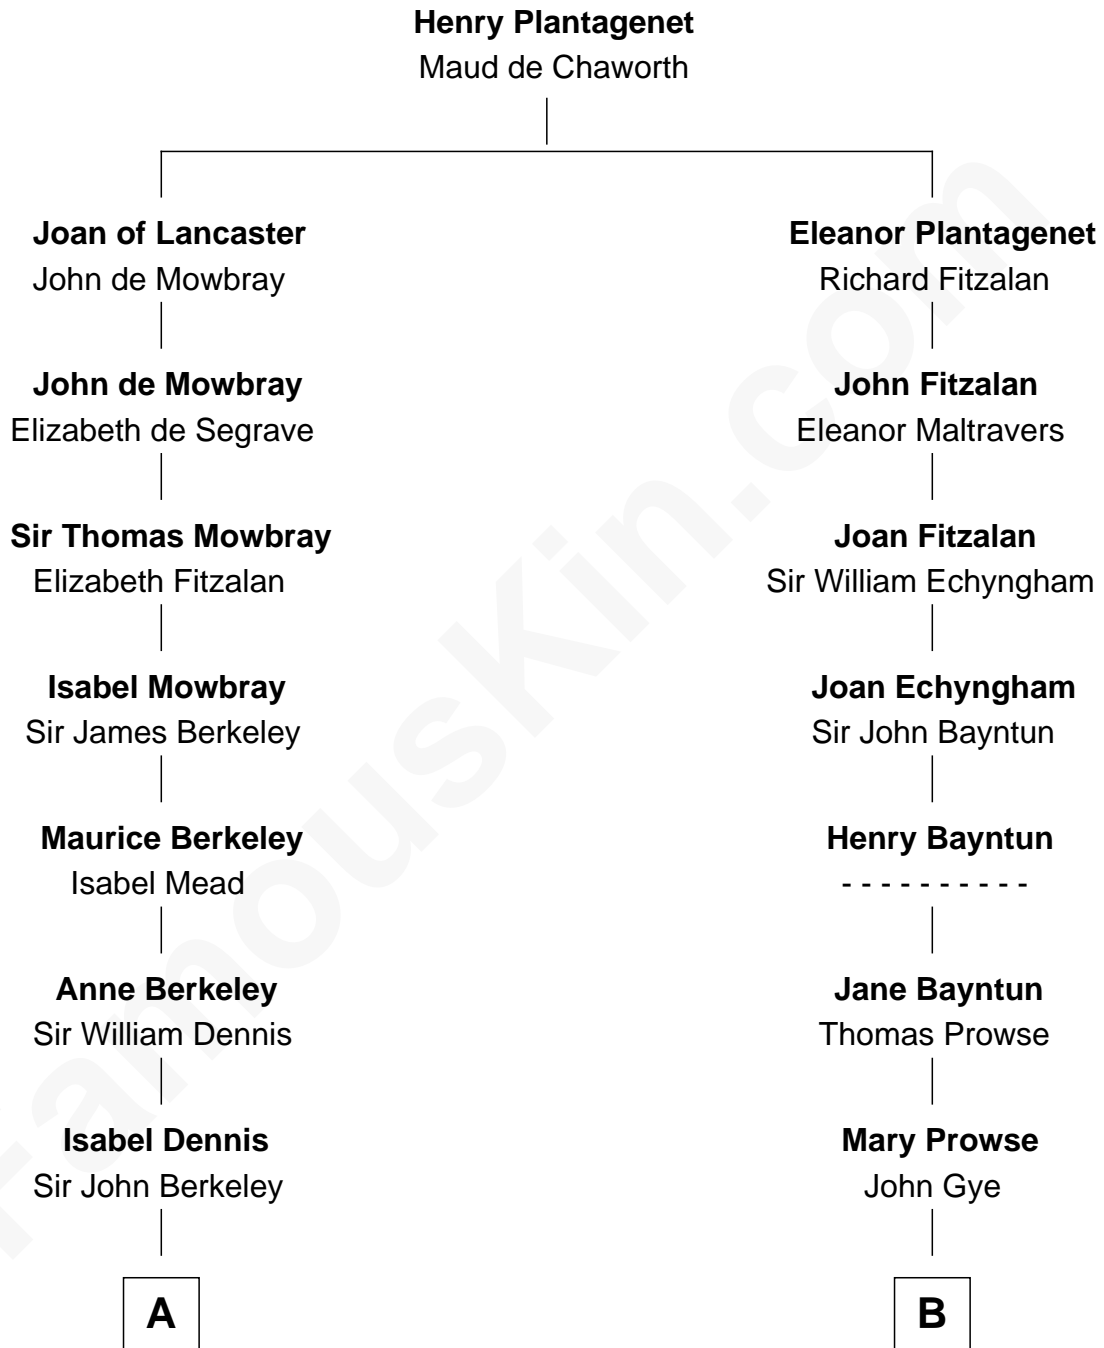 Henry Plantagenet
Maud de Chaworth
Joan of Lancaster
John de Mowbray
Eleanor Plantagenet
Richard Fitzalan
John de Mowbray
Elizabeth de Segrave
John Fitzalan
Eleanor Maltravers
Sir Thomas Mowbray
Elizabeth Fitzalan
Joan Fitzalan
Sir William Echyngham
Isabel Mowbray
Sir James Berkeley
Joan Echyngham
Sir John Bayntun
Maurice Berkeley
Isabel Mead
Henry Bayntun
- - - - - - - - - -
Anne Berkeley
Sir William Dennis
Jane Bayntun
Thomas Prowse
Isabel Dennis
Sir John Berkeley
Mary Prowse
John Gye
A
B
FamousKin.com